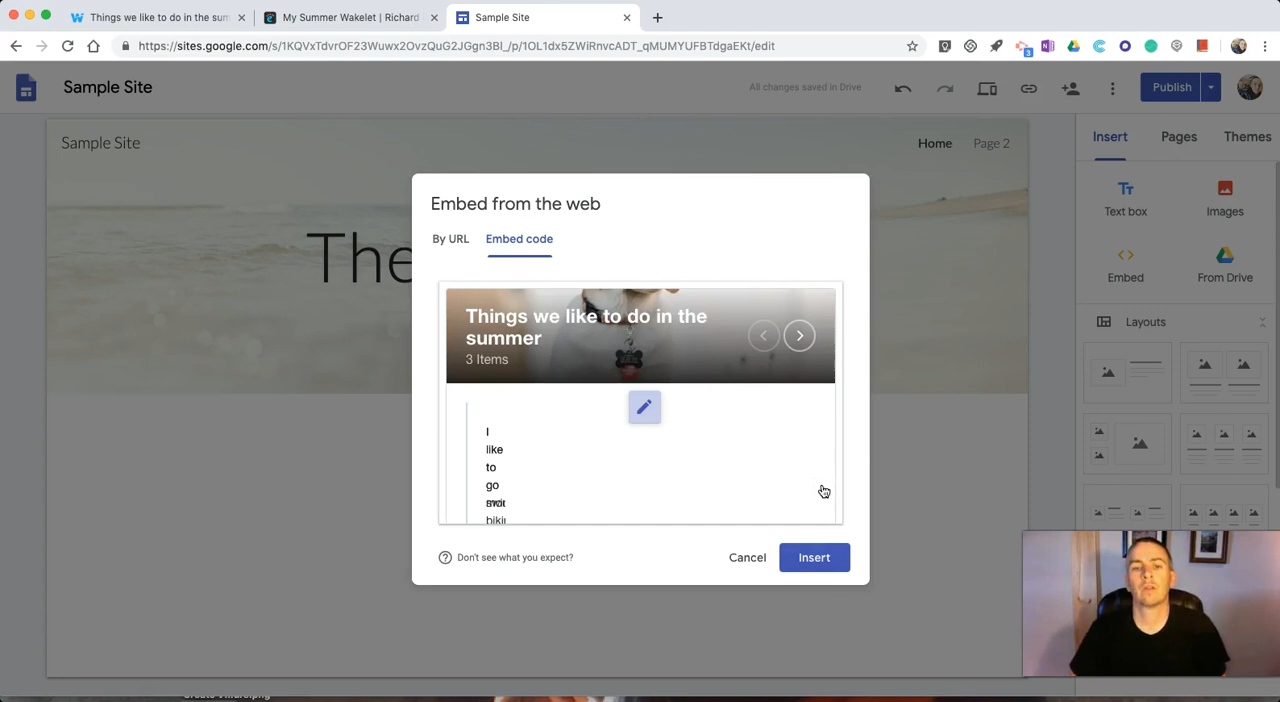 Things we like to do in the sum
My Summer Wakelet | Richard
Sample Site
https://sites.google.com/s/1KQVxTdvrOF23Wuwx2OvzQuG2JGgn3Bl_/p/1OL1dx5ZWiRnvcADT_qMUMYUFBTdgaEKt/edit
3
Sample Site
All changes saved in Drive
Publish
Sample Site
Home
Page 2
The
Insert
Pages
Themes
Text box
Images
Embed
From Drive
Layouts
Embed from the web
By URL
Embed code
Things we like to do in the
summer
3 Items
I
like
to
go
Don't see what you expect?
Cancel
Insert